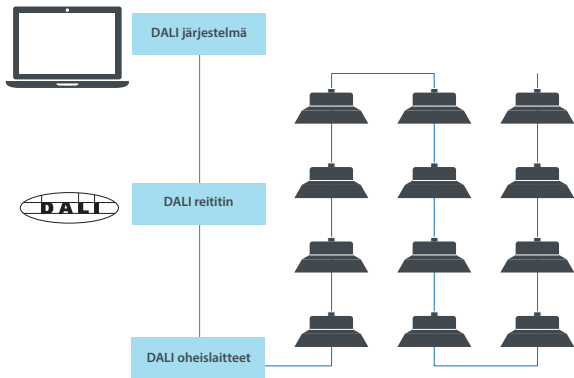 DALI järjestelmä
DALI
DALI reititin
DALI oheislaitteet